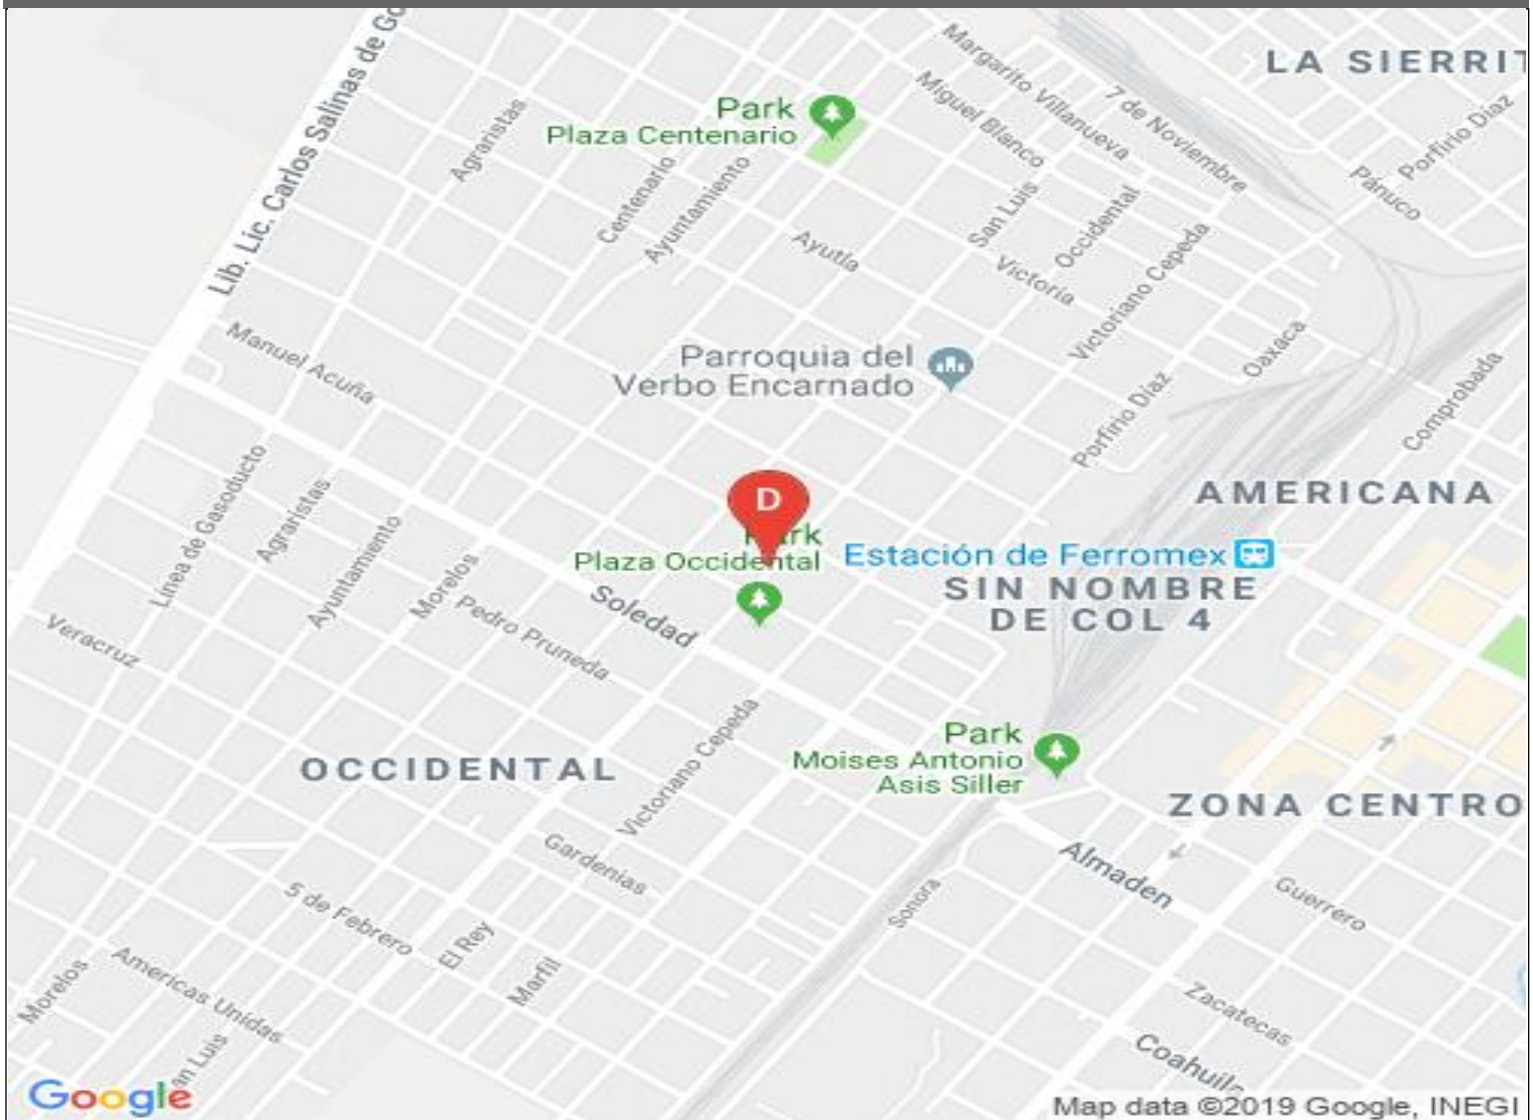 Lib. Lic. Carlos Salinas de Go
Margarito Villanueva
LA SIERRIT
Miguel Blanco
7 de Noviembre
Porfirio Diaz
Park
Plaza Centenario
Agraristas
Pánuco
Centenario
Ayuntamiento
San Luis
Occidental
Ayutla
Victoria
Victoriano Cepeda
Manuel Acuña
Parroquia del
Verbo Encarnado
Oaxaca
Porfirio Diaz
Comprobada
AMERICANA
D
Línea de Gasoducto
Agraristas
Ayuntamiento
Plaza Occidental
Estación de Ferromex
SIN NOMBRE
DE COL 4
Morelos
Soledad
Pedro Pruneda
Veracruz
OCCIDENTAL
Victoriano Cepeda
Park
Moises Antonio
Asis Siller
ZONA CENTRO
Gardenias
Almaden
Guerrero
Sonora
5 de Febrero
El Rey
Marfil
Morelos
Americas Unidas
an Luis
Zacatecas
Coahuila
Google
Map data ©2019 Google, INEGI